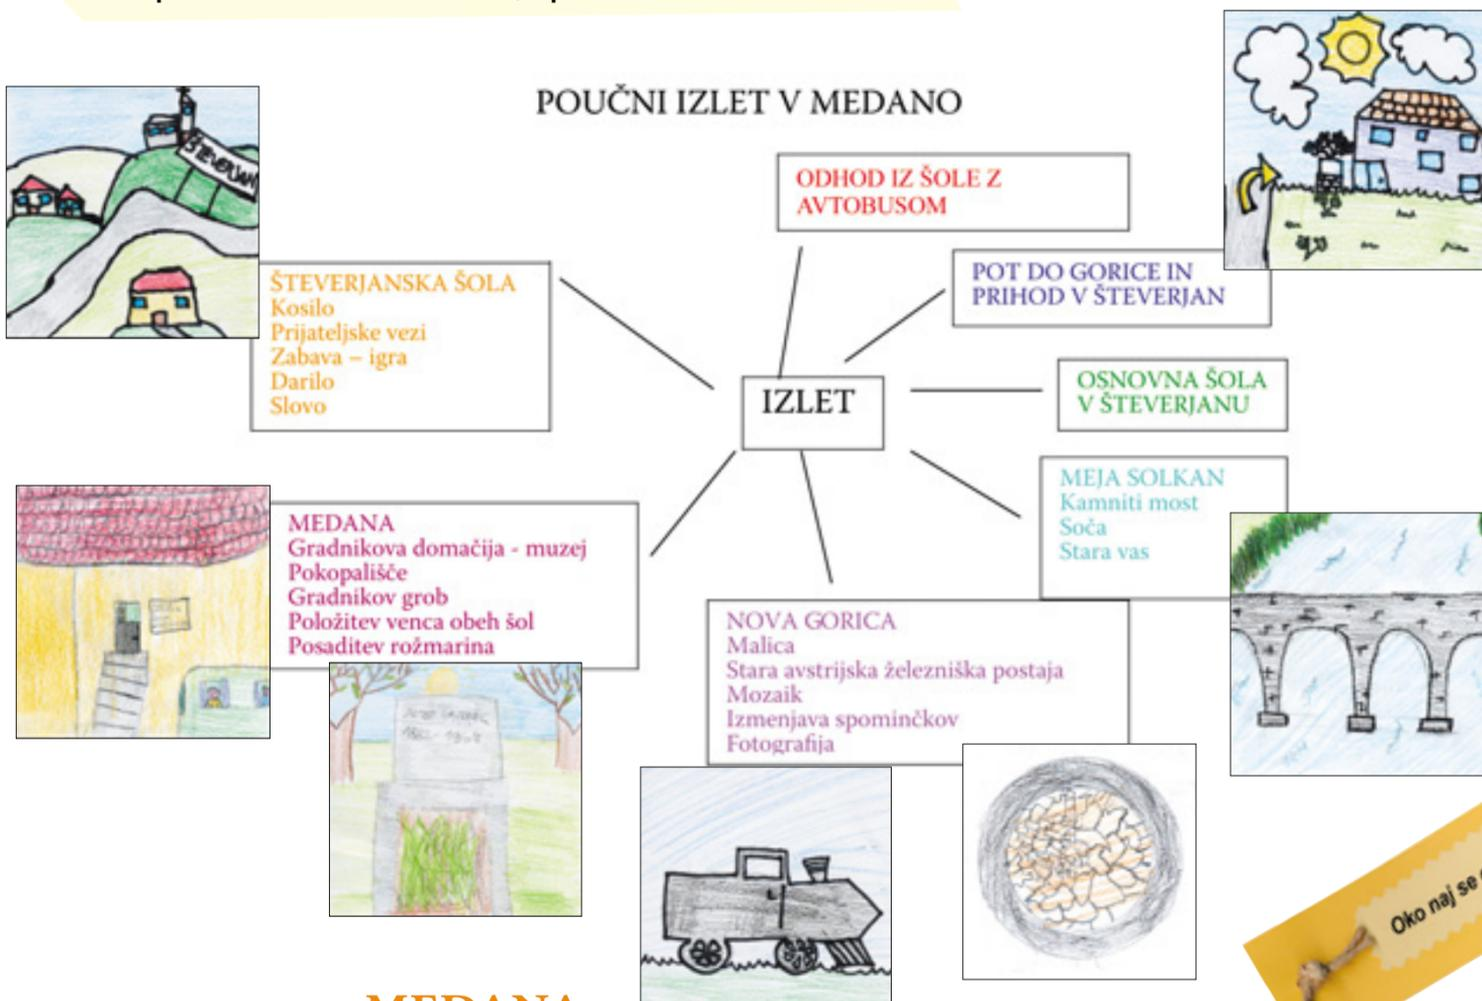 POUČNI IZLET V MEDANO
ODHOD IZ ŠOLE Z
AVTOBUSOM
POT DO GORICE IN
PRIHOD V ŠTEVERJAN
ŠTEVERJAN
ŠTEVERJANSKA ŠOLA
Kosilo
Prijateljske vezi
Zabava – igra
Darilo
Slovo
IZLET
OSNOVNA ŠOLA
V ŠTEVERJANU
MEJA SOLKAN
Kamniti most
Soča
Stara vas
MEDANA
Gradnikova domačija - muzej
Pokopališče
Gradnikov grob
Položitev venca obeh šol
Posaditev rožmarina
NOVA GORICA
Malica
Stara avstrijska železniška postaja
Mozaik
Izmenjava spominčkov
Fotografija
Oko naj se
MEDANA